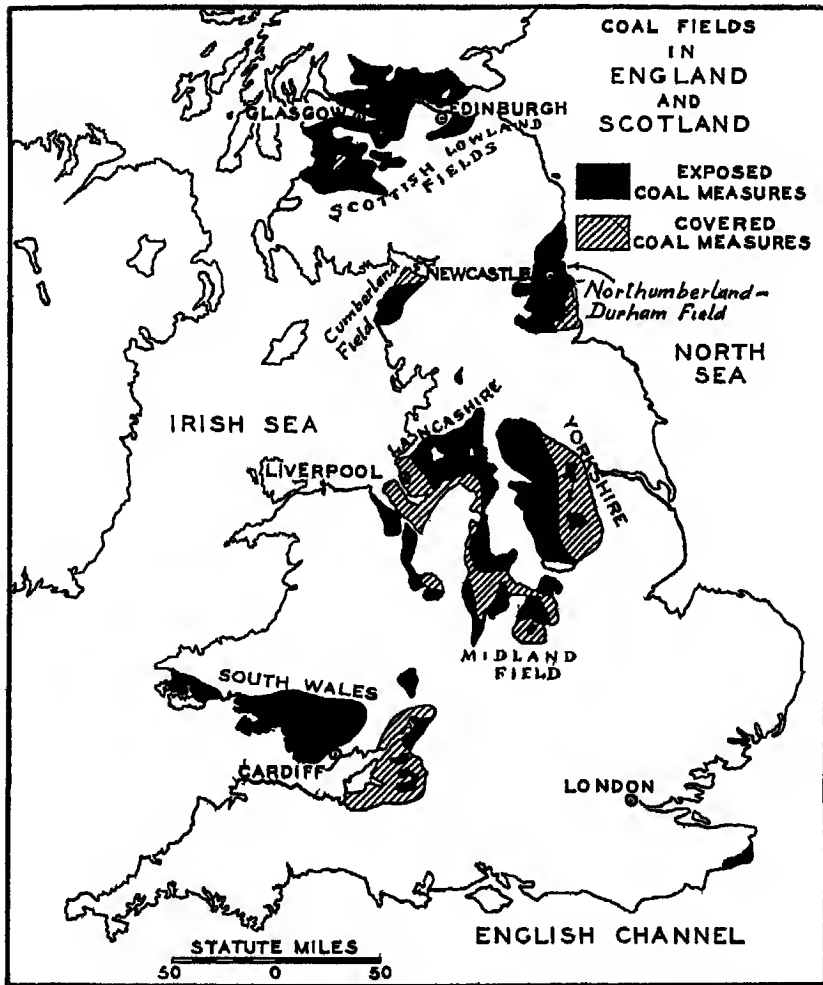 COAL FIELDS
IN
ENGLAND
AND
SCOTLAND
EXPOSED
COAL MEASURES
COVERED
COAL MEASURES
GLASGOW
EDINBURGH
SCOTTISH LOWLAND
FIELDS
NEWCASTLE
Northumberland-
Durham Field
Cumberland
Field
NORTH
SEA
IRISH SEA
LANCASHIRE
YORKSHIRE
LIVERPOOL
MIDLAND
FIELD
SOUTH WALES
CARDIFF
LONDON
ENGLISH CHANNEL
STATUTE MILES
50 0 50